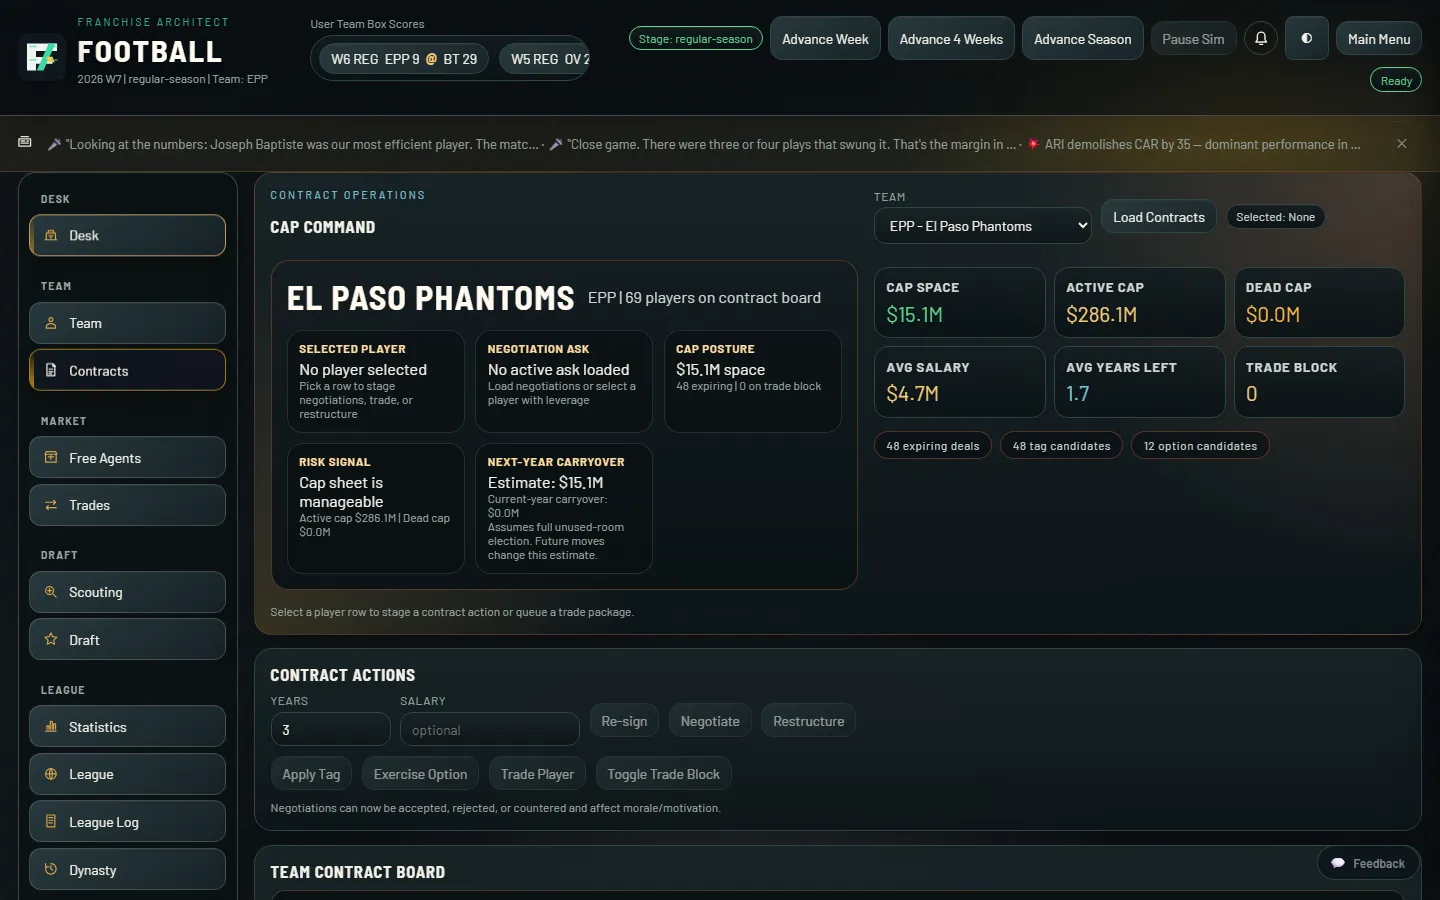 FRANCHISE ARCHITECT
FOOTBALL
2026 W7 | regular-season | Team: EPP
User Team Box Scores
W6 REG EPP 9 @ BT 29
W5 REG OV 2
Stage: regular-season
Advance Week
Advance 4 Weeks
Advance Season
Pause Sim
Main Menu
Ready
"Looking at the numbers: Joseph Baptiste was our most efficient player. The matc... · "Close game. There were three or four plays that swung it. That's the margin in ... · ARI demolishes CAR by 35 — dominant performance in ...
DESK
Desk
TEAM
Team
Contracts
MARKET
Free Agents
Trades
DRAFT
Scouting
Draft
LEAGUE
Statistics
League
League Log
Dynasty
CONTRACT OPERATIONS
CAP COMMAND
TEAM
EPP - El Paso Phantoms
Load Contracts
Selected: None
EL PASO PHANTOMS
EPP | 69 players on contract board
SELECTED PLAYER
No player selected
Pick a row to stage
negotiations, trade, or
restructure
NEGOTIATION ASK
No active ask loaded
Load negotiations or select a
player with leverage
CAP POSTURE
$15.1M space
48 expiring | 0 on trade block
RISK SIGNAL
Cap sheet is
manageable
Active cap $286.1M | Dead cap
$0.0M
NEXT-YEAR CARRYOVER
Estimate: $15.1M
Current-year carryover:
$0.0M
Assumes full unused-room
election. Future moves
change this estimate.
CAP SPACE
$15.1M
ACTIVE CAP
$286.1M
DEAD CAP
$0.0M
AVG SALARY
$4.7M
AVG YEARS LEFT
1.7
TRADE BLOCK
0
48 expiring deals
48 tag candidates
12 option candidates
Select a player row to stage a contract action or queue a trade package.
CONTRACT ACTIONS
YEARS
3
SALARY
optional
Re-sign
Negotiate
Restructure
Apply Tag
Exercise Option
Trade Player
Toggle Trade Block
Negotiations can now be accepted, rejected, or countered and affect morale/motivation.
TEAM CONTRACT BOARD
Feedback